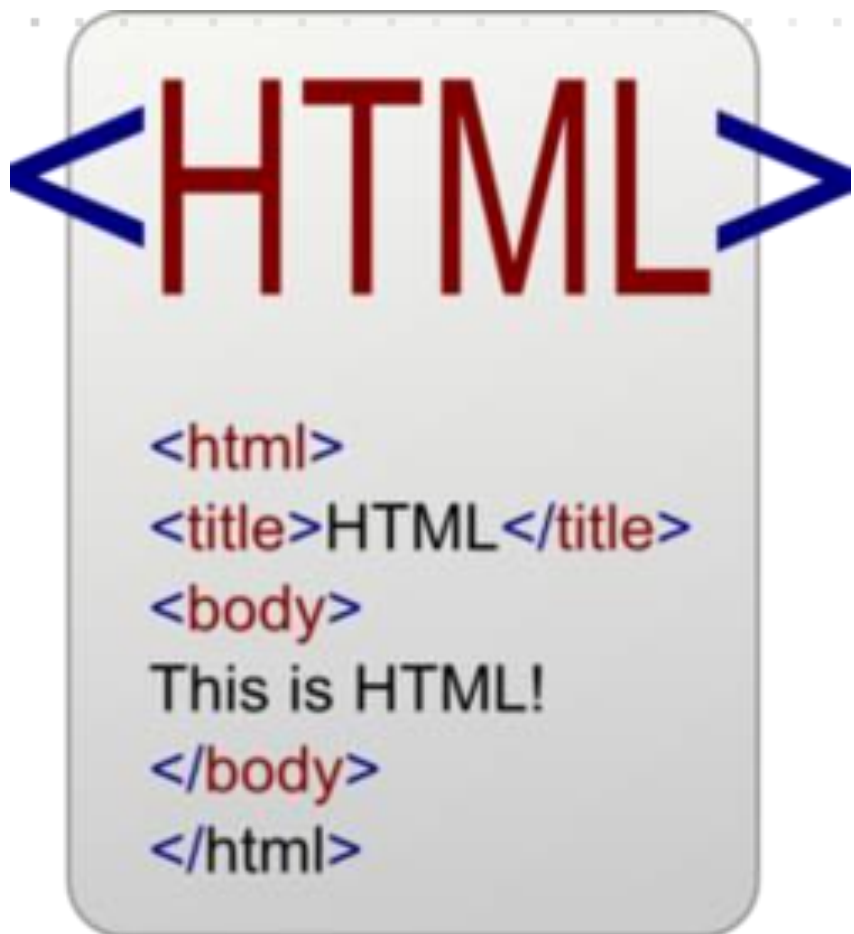 <HTML>
<html>
<title>HTML</title>
<body>
This is HTML!
</body>
</html>